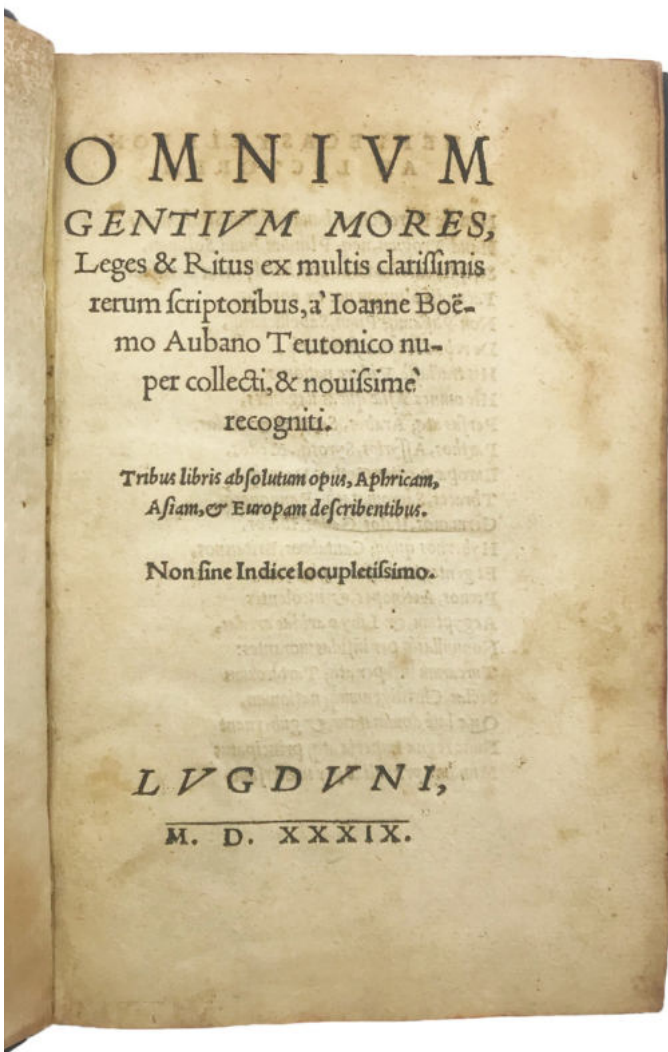 OMNIVM
GENTIVM MORES,
Leges & Ritus ex multis clariſſimis
rerum ſcriptoribus, à Ioanne Boë-
mo Aubano Teutonico nu-
per collecti, & nouiſsimè
recogniti.
Tribus libris abſolutum opus, Aphricam,
Aſiam, & Europam deſcribentibus.
Non ſine Indice locupletiſsimo.
LVGDVNI,
M. D. XXXIX.